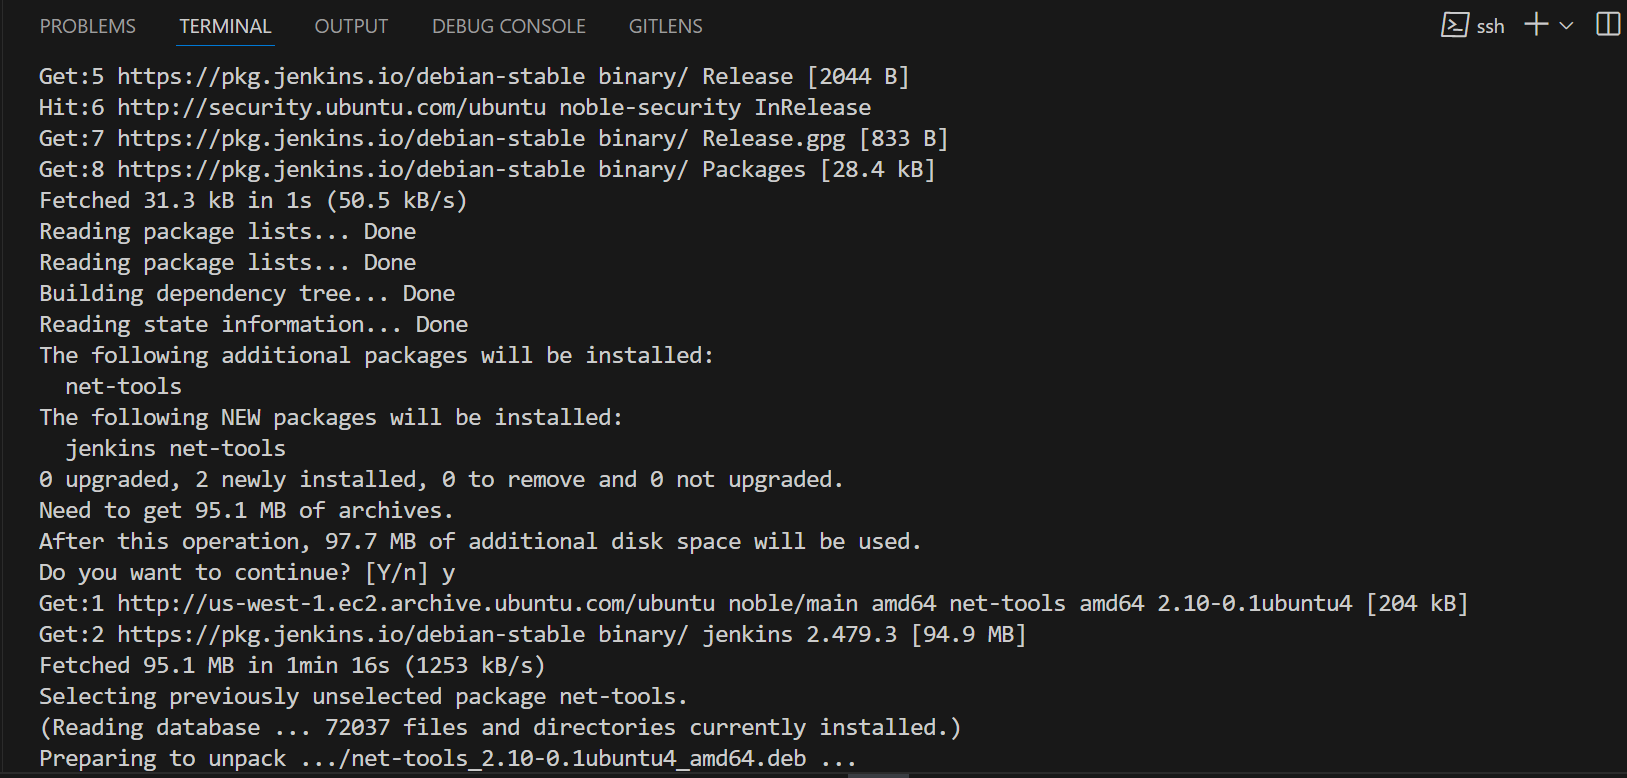 PROBLEMS TERMINAL OUTPUT DEBUG CONSOLE GITLENS ssh
Get:5 https://pkg.jenkins.io/debian-stable binary/ Release [2044 B]
Hit:6 http://security.ubuntu.com/ubuntu noble-security InRelease
Get:7 https://pkg.jenkins.io/debian-stable binary/ Release.gpg [833 B]
Get:8 https://pkg.jenkins.io/debian-stable binary/ Packages [28.4 kB]
Fetched 31.3 kB in 1s (50.5 kB/s)
Reading package lists... Done
Reading package lists... Done
Building dependency tree... Done
Reading state information... Done
The following additional packages will be installed:
  net-tools
The following NEW packages will be installed:
  jenkins net-tools
0 upgraded, 2 newly installed, 0 to remove and 0 not upgraded.
Need to get 95.1 MB of archives.
After this operation, 97.7 MB of additional disk space will be used.
Do you want to continue? [Y/n] y
Get:1 http://us-west-1.ec2.archive.ubuntu.com/ubuntu noble/main amd64 net-tools amd64 2.10-0.1ubuntu4 [204 kB]
Get:2 https://pkg.jenkins.io/debian-stable binary/ jenkins 2.479.3 [94.9 MB]
Fetched 95.1 MB in 1min 16s (1253 kB/s)
Selecting previously unselected package net-tools.
(Reading database ... 72037 files and directories currently installed.)
Preparing to unpack .../net-tools_2.10-0.1ubuntu4_amd64.deb ...